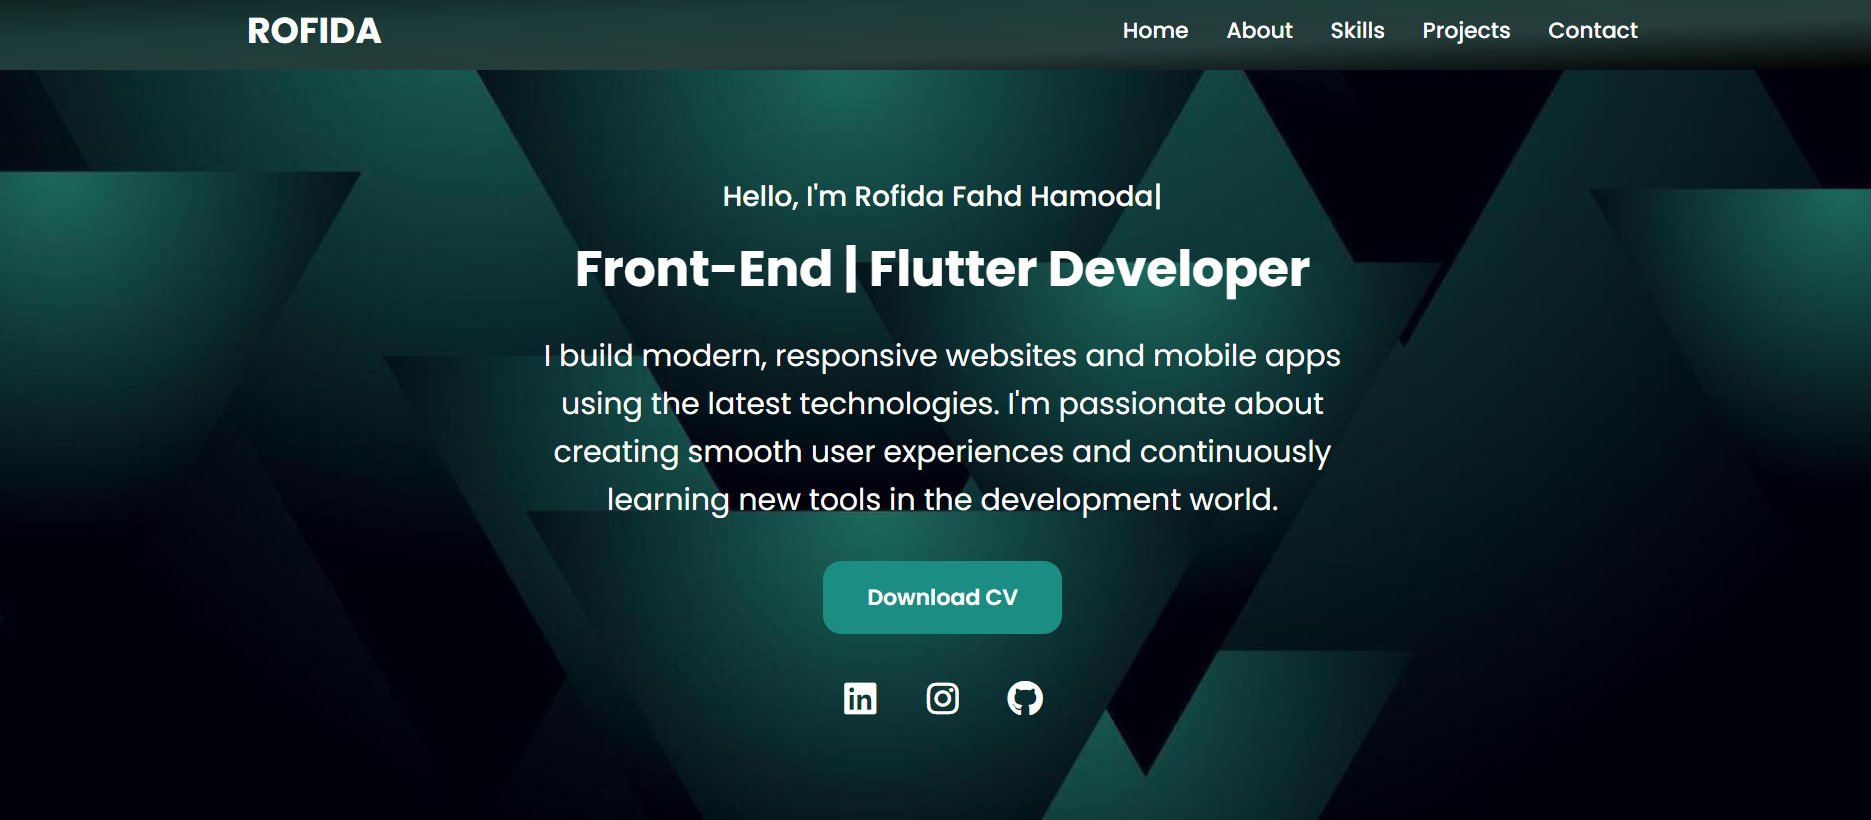 ROFIDA
Home About Skills Projects Contact
Hello, I'm Rofida Fahd Hamoda|
Front-End | Flutter Developer
I build modern, responsive websites and mobile apps
using the latest technologies. I'm passionate about
creating smooth user experiences and continuously
learning new tools in the development world.
Download CV
in